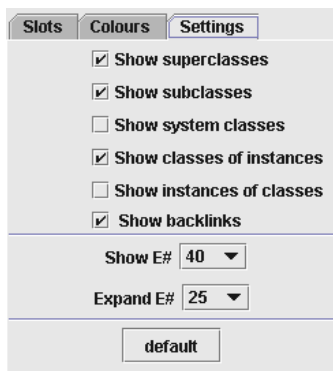 Slots Colours Settings
Show superclasses
Show subclasses
Show system classes
Show classes of instances
Show instances of classes
Show backlinks
Show E# 40
Expand E# 25
default